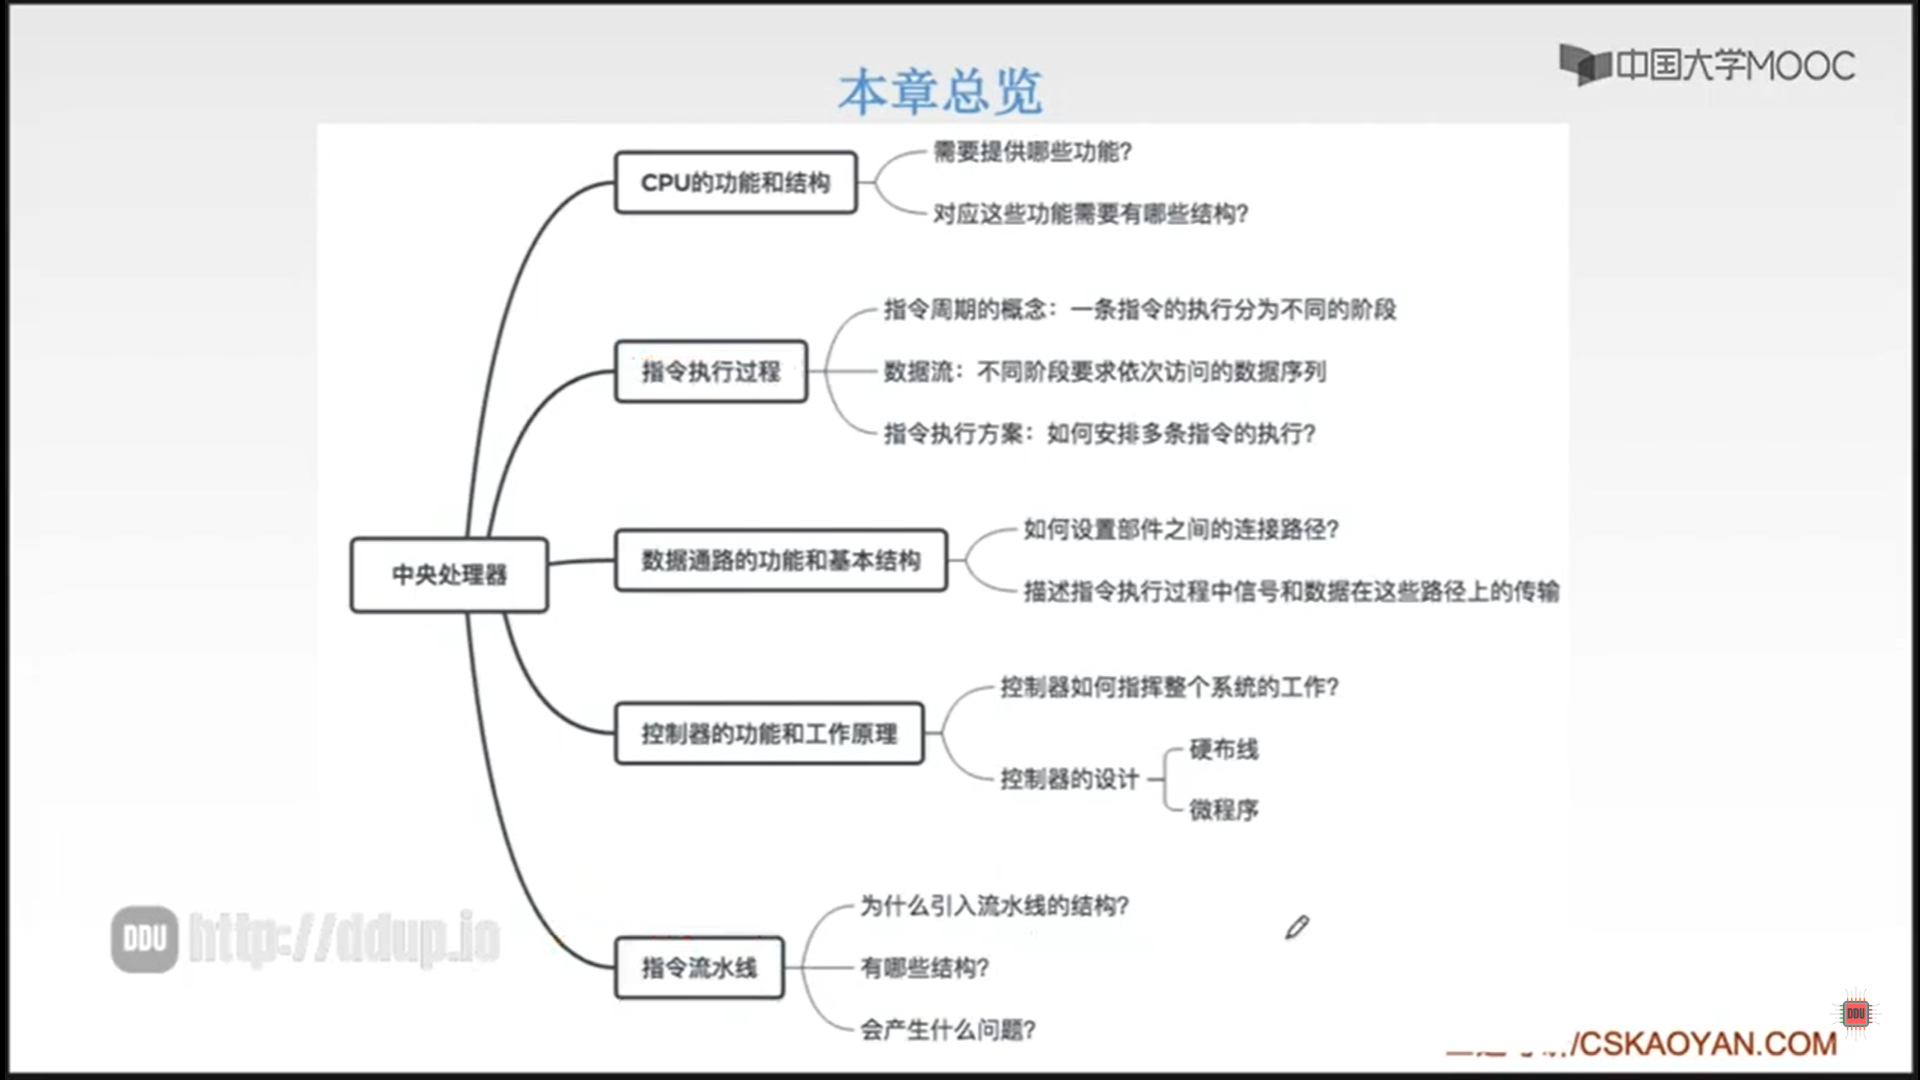 中国大学MOOC
本章总览
CPU的功能和结构
需要提供哪些功能?
对应这些功能需要有哪些结构?
指令执行过程
指令周期的概念：一条指令的执行分为不同的阶段
数据流：不同阶段要求依次访问的数据序列
指令执行方案：如何安排多条指令的执行?
中央处理器
数据通路的功能和基本结构
如何设置部件之间的连接路径?
描述指令执行过程中信号和数据在这些路径上的传输
控制器的功能和工作原理
控制器如何指挥整个系统的工作?
控制器的设计
硬布线
微程序
指令流水线
为什么引入流水线的结构?
有哪些结构?
会产生什么问题?
DDU http://ddup.io
DDU
/CSKAOYAN.COM